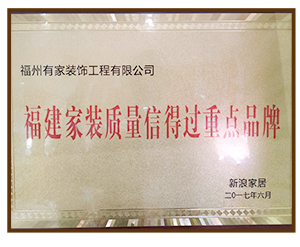 福州有家装饰工程有限公司
福建家装质量信得过重点品牌
新浪家居
二〇一七年六月